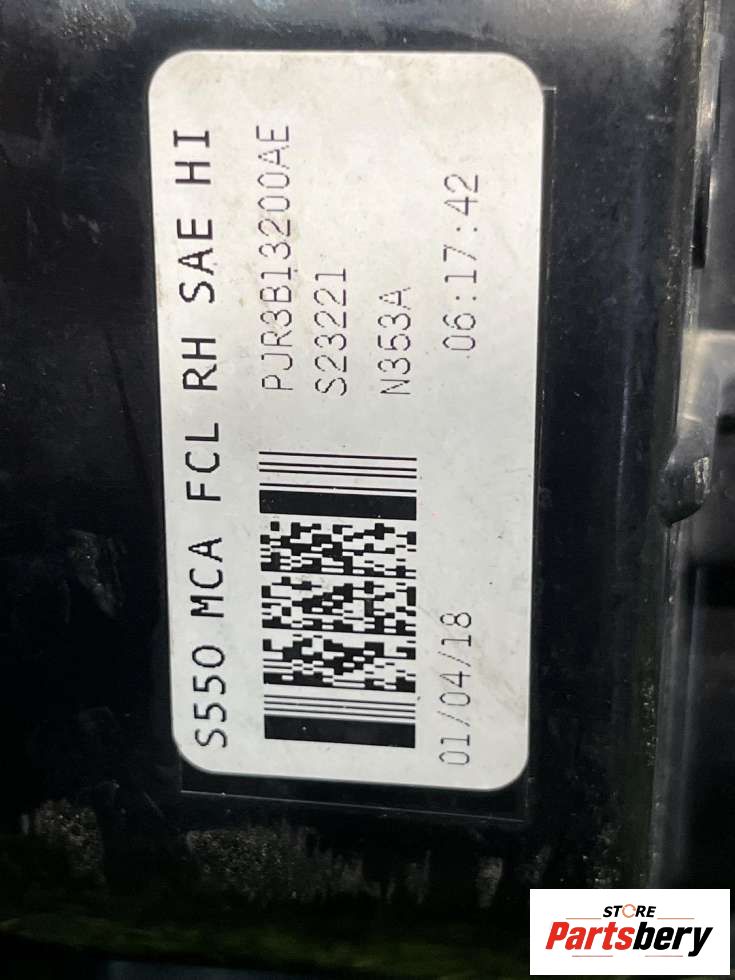 S550 MCA FCL RH SAE HI
PJR3B13200AE
S23221
N353A
01/04/18 06:17:42
STORE
Partsbery